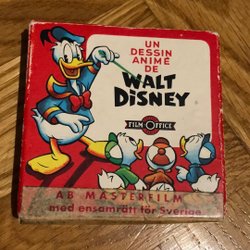 UN
DESSIN
ANIMÉ
DE
WALT
DISNEY
FILM OFFICE
AB MASTERFILM
med ensamrätt för Sverige